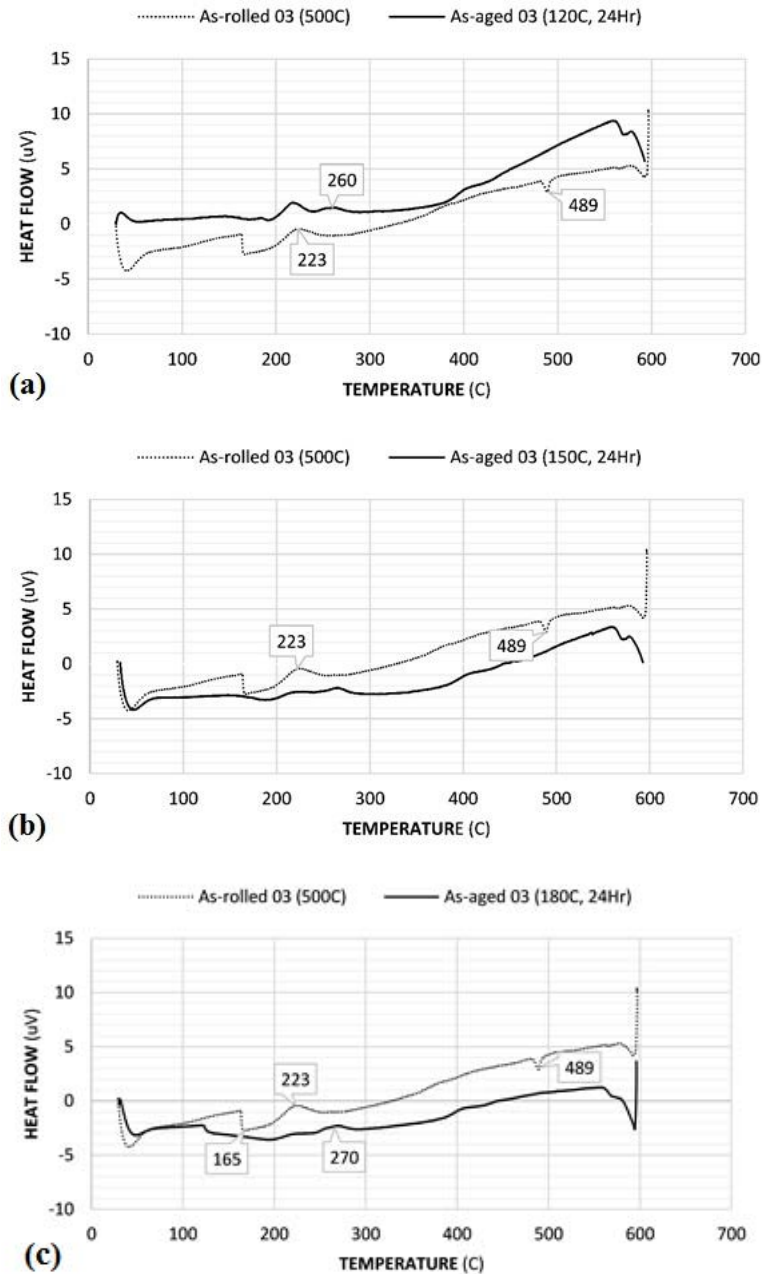 As-rolled 03 (500C) As-aged 03 (120C, 24Hr)
15
10
5
0
-5
-10
HEAT FLOW (uV)
260
223
489
0 100 200 300 400 500 600 700
TEMPERATURE (C)
(a)
As-rolled 03 (500C) As-aged 03 (150C, 24Hr)
15
10
5
0
-5
-10
HEAT FLOW (uV)
223
489
0 100 200 300 400 500 600 700
TEMPERATURE (C)
(b)
As-rolled 03 (500C) As-aged 03 (180C, 24Hr)
15
10
5
0
-5
-10
HEAT FLOW (uV)
223
489
165
270
0 100 200 300 400 500 600 700
TEMPERATURE (C)
(c)